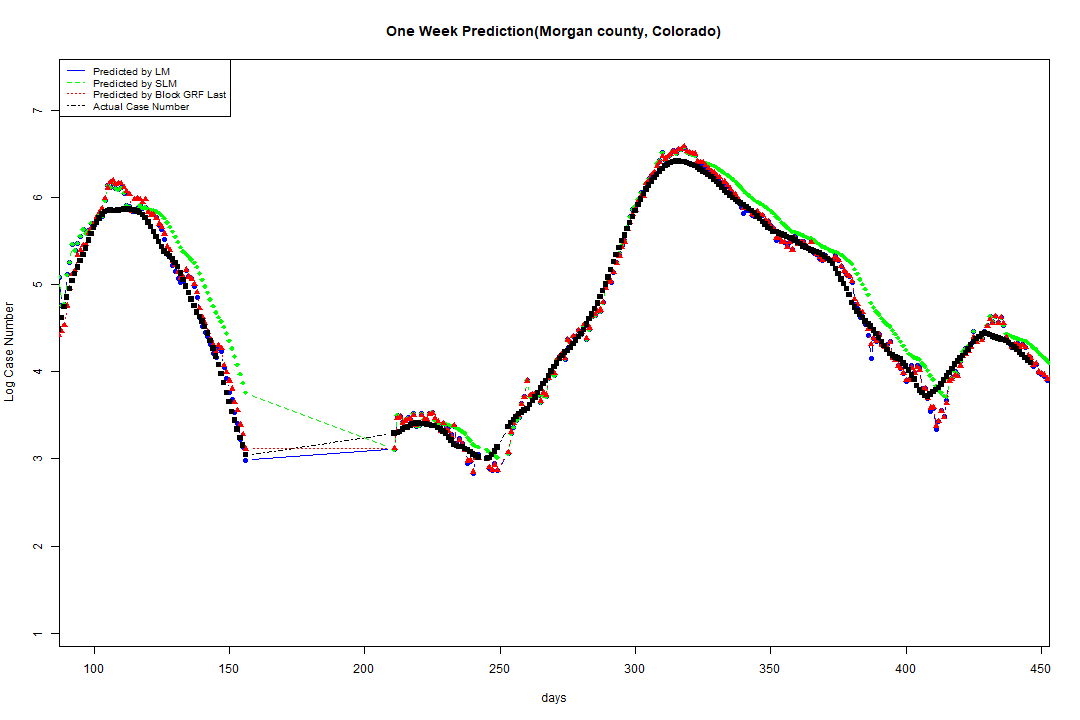 One Week Prediction(Morgan county, Colorado)
Predicted by LM
Predicted by SLM
Predicted by Block GRF Last
Actual Case Number
Log Case Number
7
6
5
4
3
2
1
100 150 200 250 300 350 400 450
days